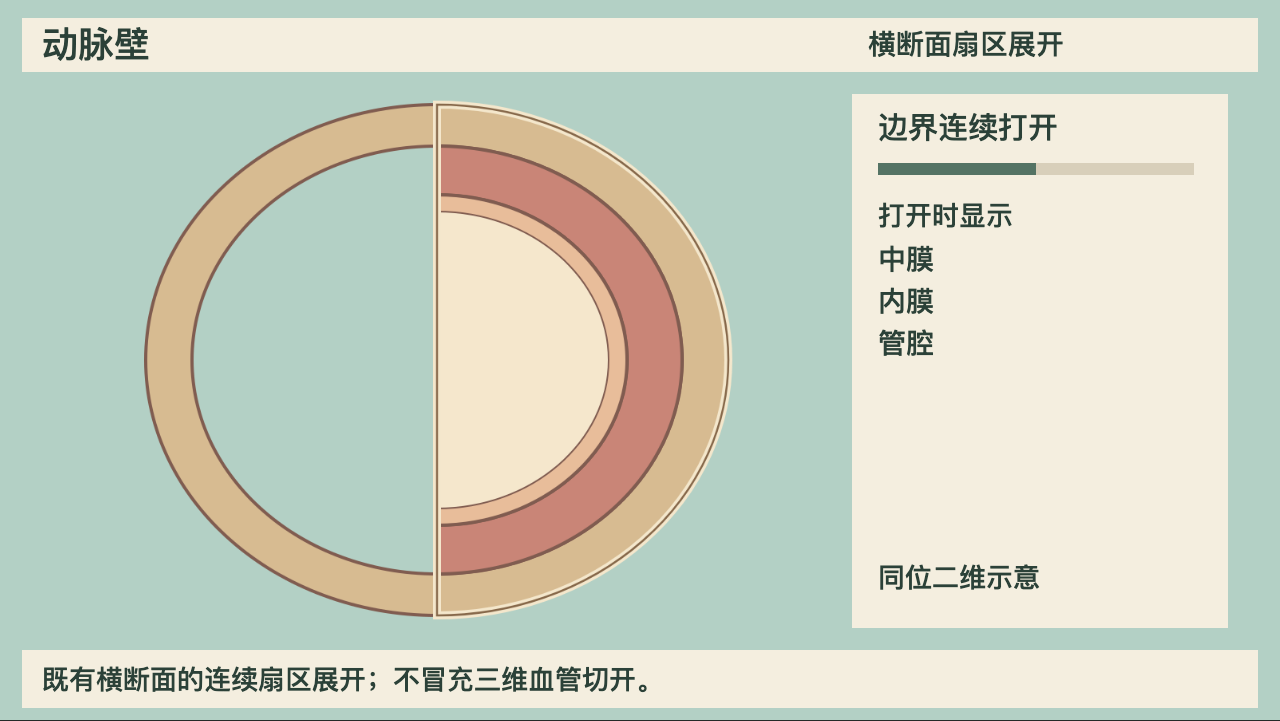 动脉壁
横断面扇区展开
边界连续打开
打开时显示
中膜
内膜
管腔
同位二维示意
既有横断面的连续扇区展开；不冒充三维血管切开。